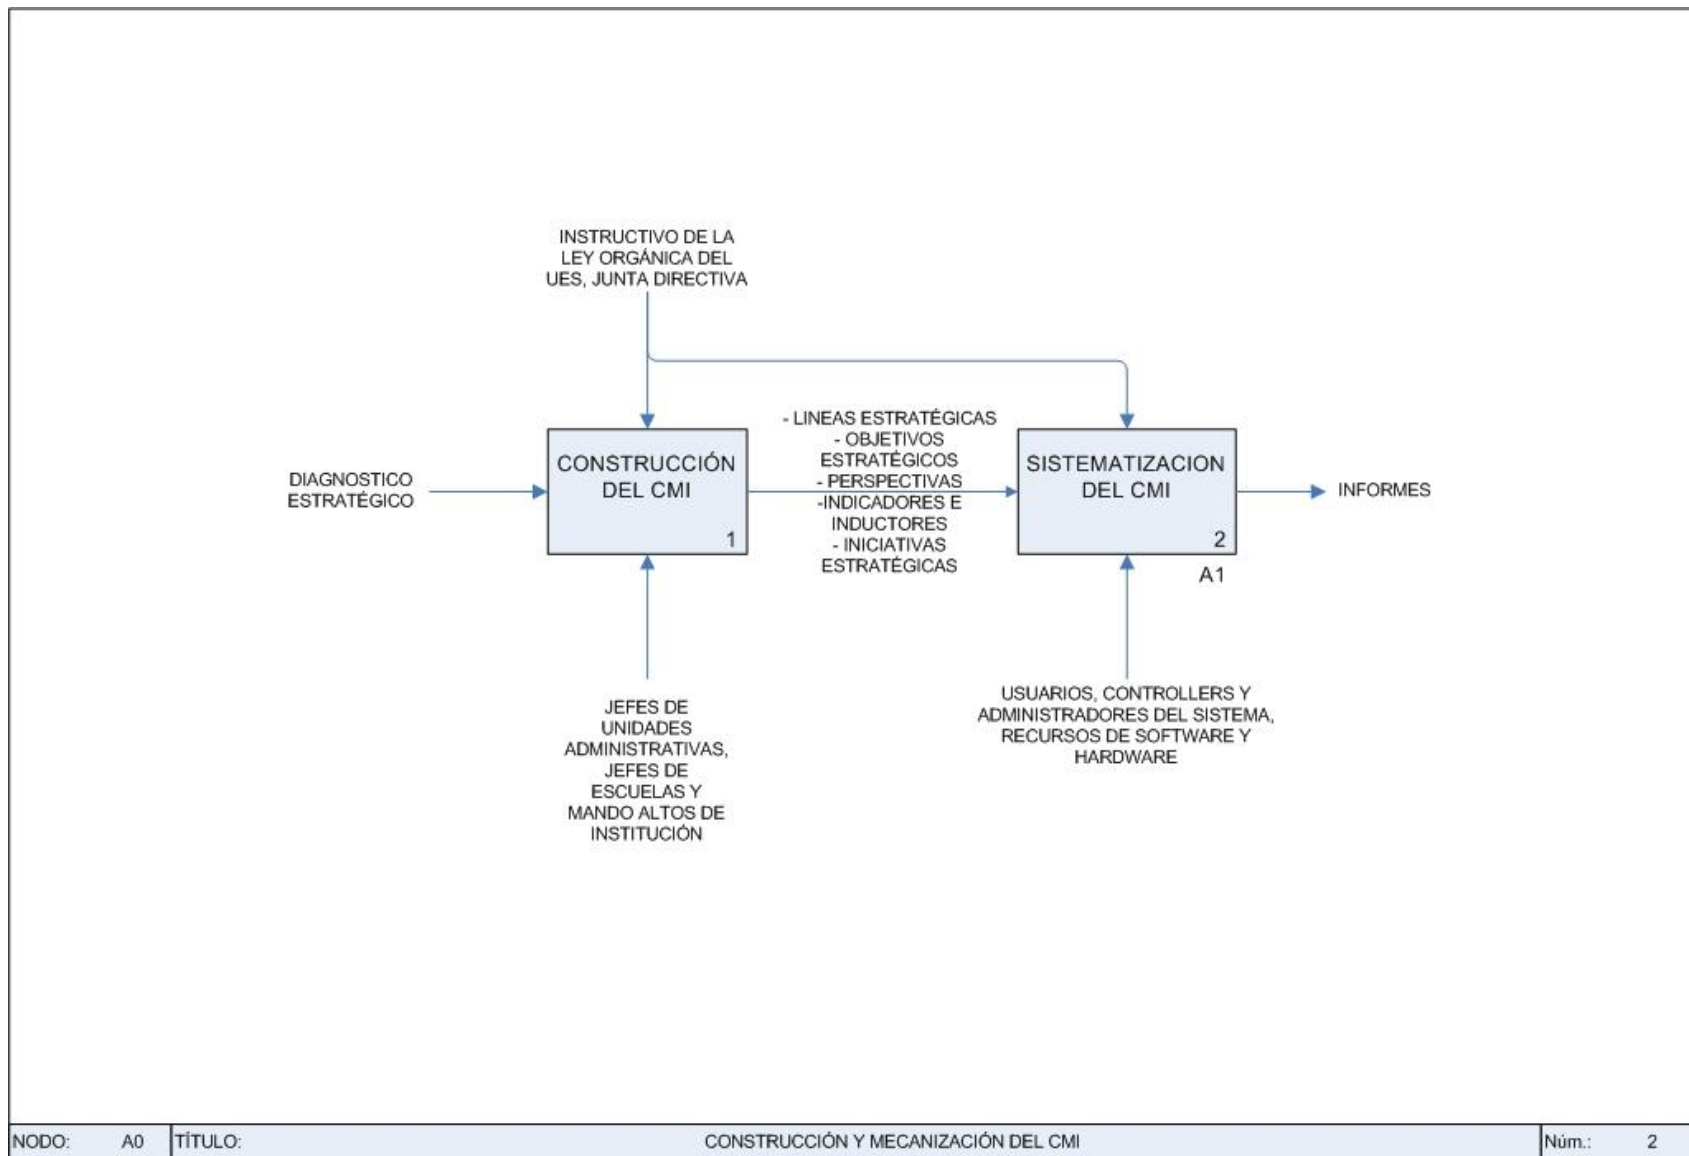 INSTRUCTIVO DE LA
LEY ORGÁNICA DEL
UES, JUNTA DIRECTIVA
DIAGNOSTICO
ESTRATÉGICO
CONSTRUCCIÓN
DEL CMI
1
- LINEAS ESTRATÉGICAS
- OBJETIVOS
ESTRATÉGICOS
- PERSPECTIVAS
-INDICADORES E
INDUCTORES
- INICIATIVAS
ESTRATÉGICAS
SISTEMATIZACION
DEL CMI
2
A1
INFORMES
JEFES DE
UNIDADES
ADMINISTRATIVAS,
JEFES DE
ESCUELAS Y
MANDO ALTOS DE
INSTITUCIÓN
USUARIOS, CONTROLLERS Y
ADMINISTRADORES DEL SISTEMA,
RECURSOS DE SOFTWARE Y
HARDWARE
NODO: A0 TÍTULO: CONSTRUCCIÓN Y MECANIZACIÓN DEL CMI Núm.: 2